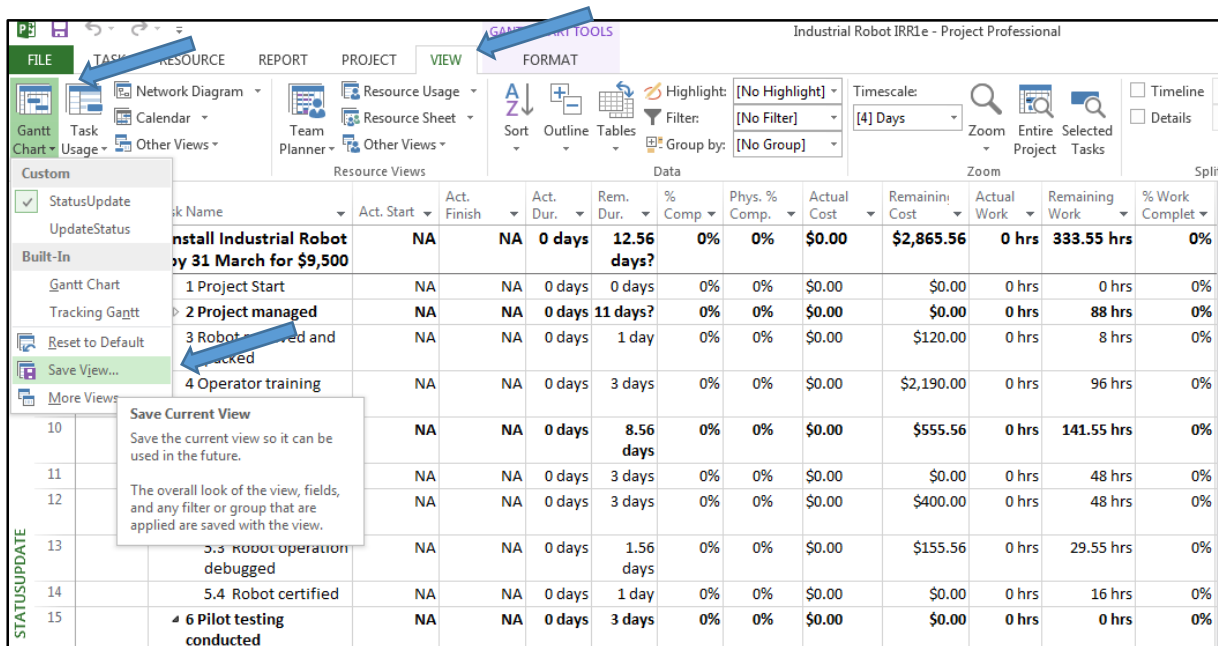 GANTT CHART TOOLS
Industrial Robot IRR1e - Project Professional
FILE TASK RESOURCE REPORT PROJECT VIEW FORMAT
Gantt Chart
Task Usage
Network Diagram
Calendar
Other Views
Team Planner
Resource Usage
Resource Sheet
Other Views
Sort
Outline
Tables
Highlight: [No Highlight]
Filter: [No Filter]
Group by: [No Group]
Timescale:
[4] Days
Zoom
Entire Project
Selected Tasks
Timeline
Details
Resource Views Data Zoom Spli
Custom
StatusUpdate
UpdateStatus
Built-In
Gantt Chart
Tracking Gantt
Reset to Default
Save View...
More Views
Save Current View
Save the current view so it can be
used in the future.
The overall look of the view, fields,
and any filter or group that are
applied are saved with the view.
sk Name Act. Start Act. Finish Act. Dur. Rem. Dur. % Comp Phys. % Comp. Actual Cost Remaining Cost Actual Work Remaining Work % Work Complet
nstall Industrial Robot NA NA 0 days 12.56 0% 0% $0.00 $2,865.56 0 hrs 333.55 hrs 0%
by 31 March for $9,500 days?
1 Project Start NA NA 0 days 0 days 0% 0% $0.00 $0.00 0 hrs 0 hrs 0%
2 Project managed NA NA 0 days 11 days? 0% 0% $0.00 $0.00 0 hrs 88 hrs 0%
3 Robot and NA NA 0 days 1 day 0% 0% $0.00 $120.00 0 hrs 8 hrs 0%
4 Operator training NA NA 0 days 3 days 0% 0% $0.00 $2,190.00 0 hrs 96 hrs 0%
10 NA NA 0 days 8.56 0% 0% $0.00 $555.56 0 hrs 141.55 hrs 0%
days
11 NA NA 0 days 3 days 0% 0% $0.00 $0.00 0 hrs 48 hrs 0%
12 NA NA 0 days 3 days 0% 0% $0.00 $400.00 0 hrs 48 hrs 0%
13 5.3 Robot operation NA NA 0 days 1.56 0% 0% $0.00 $155.56 0 hrs 29.55 hrs 0%
debugged days
14 5.4 Robot certified NA NA 0 days 1 day 0% 0% $0.00 $0.00 0 hrs 16 hrs 0%
15 6 Pilot testing NA NA 0 days 3 days 0% 0% $0.00 $0.00 0 hrs 0 hrs 0%
conducted
STATUSUPDATE